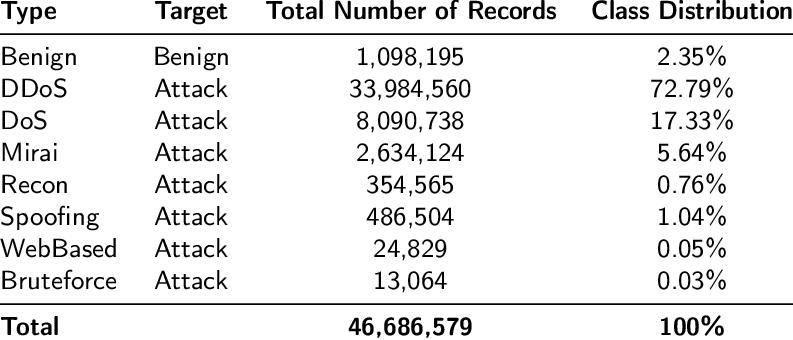 Type Target Total Number of Records Class Distribution
Benign Benign 1,098,195 2.35%
DDoS Attack 33,984,560 72.79%
DoS Attack 8,090,738 17.33%
Mirai Attack 2,634,124 5.64%
Recon Attack 354,565 0.76%
Spoofing Attack 486,504 1.04%
WebBased Attack 24,829 0.05%
Bruteforce Attack 13,064 0.03%
Total 46,686,579 100%